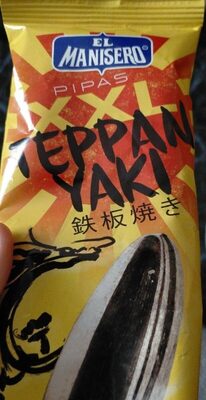 EL
MANISERO
PIPAS
XXL
TEPPAN
YAKI
鉄板焼き